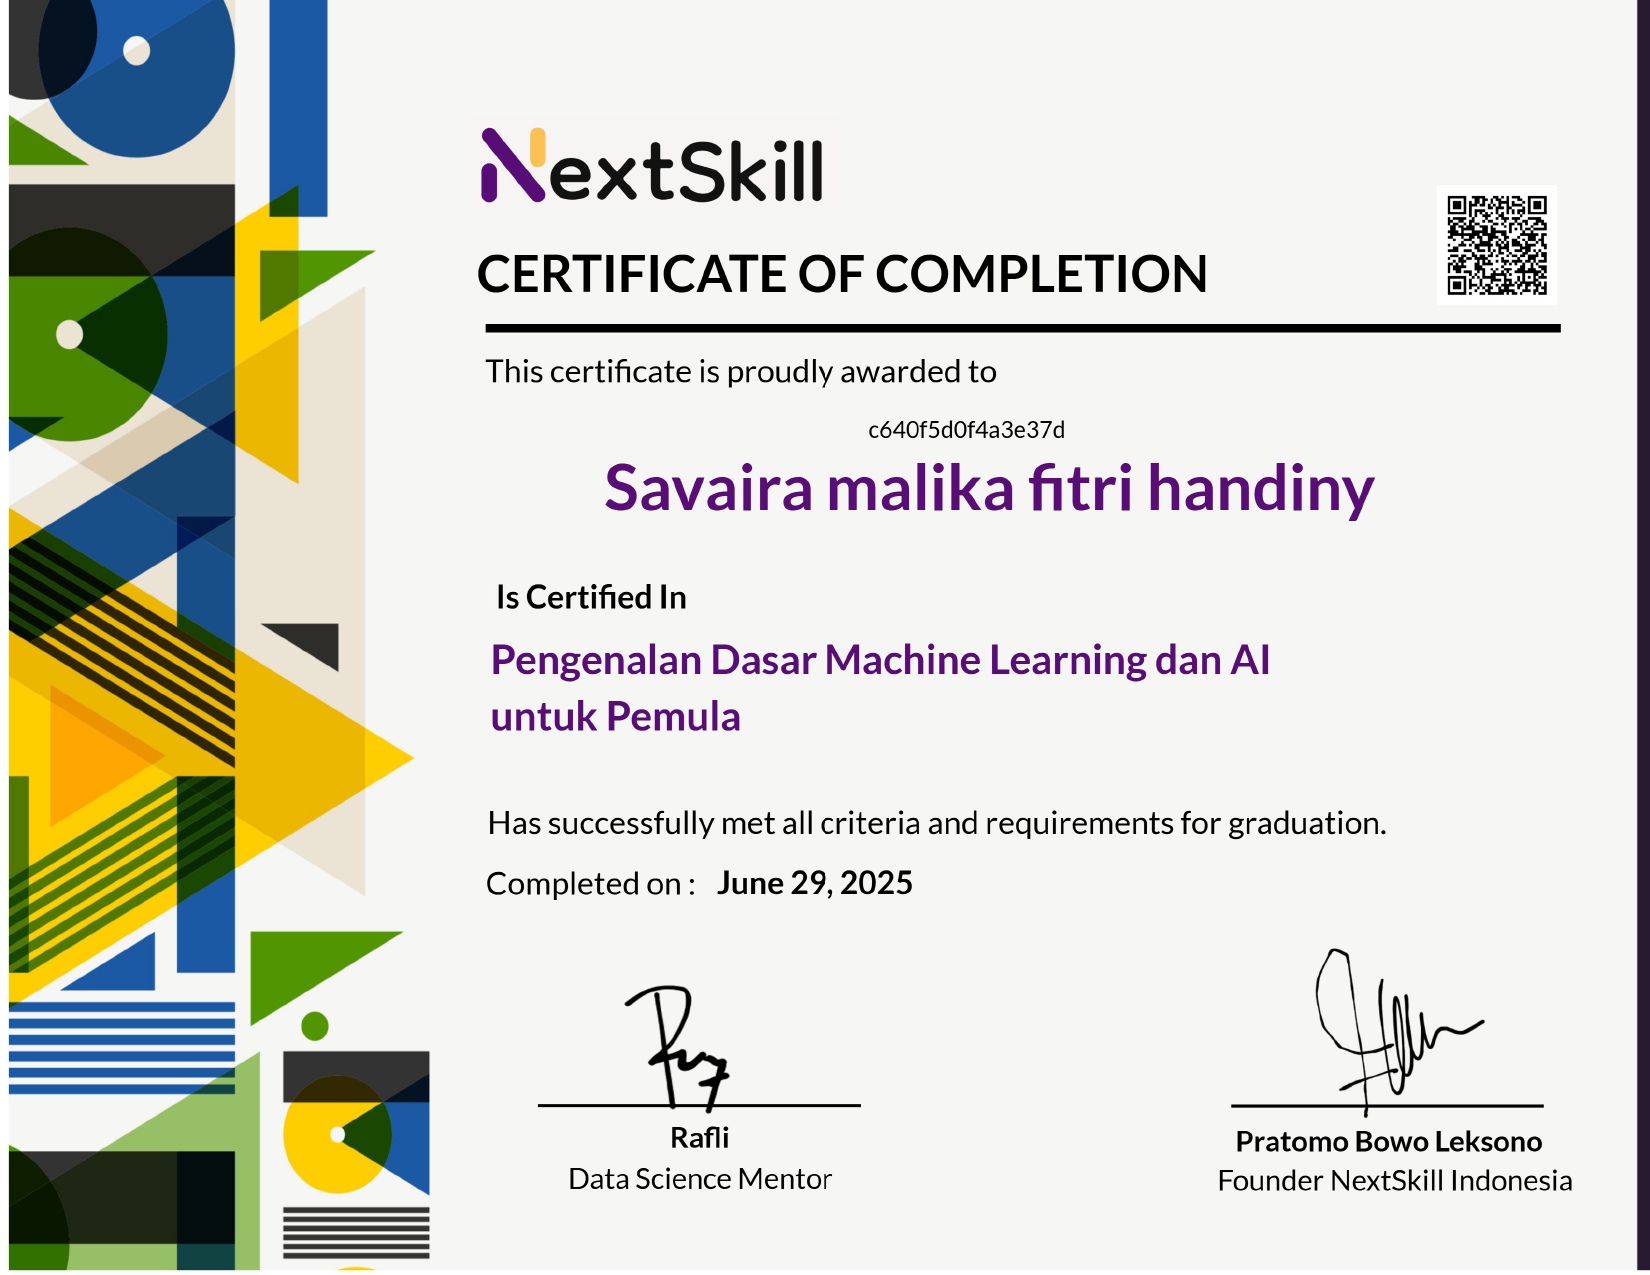 NextSkill
CERTIFICATE OF COMPLETION
This certificate is proudly awarded to
c640f5d0f4a3e37d
Savaira malika fitri handiny
Is Certified In
Pengenalan Dasar Machine Learning dan AI
untuk Pemula
Has successfully met all criteria and requirements for graduation.
Completed on : June 29, 2025
Rafli
Data Science Mentor
Pratomo Bowo Leksono
Founder NextSkill Indonesia